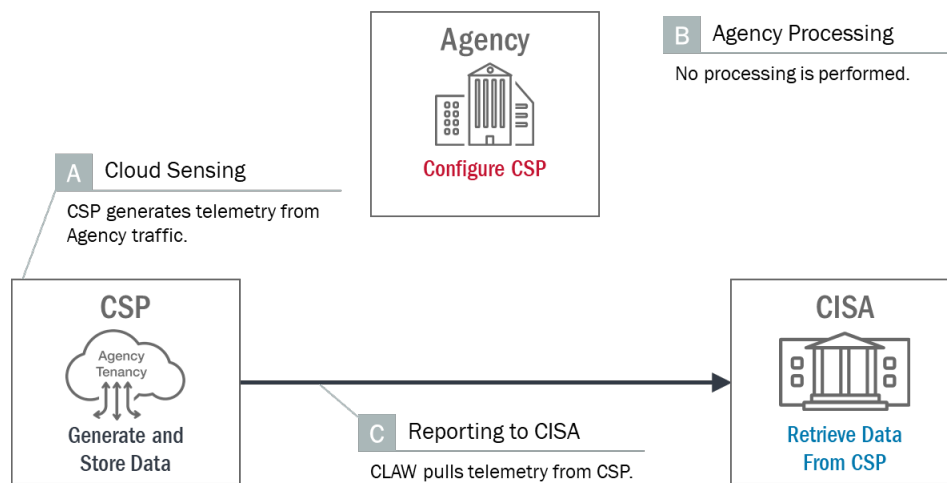 Agency
Configure CSP
B Agency Processing
No processing is performed.
A Cloud Sensing
CSP generates telemetry from
Agency traffic.
CSP
Agency
Tenancy
Generate and
Store Data
C Reporting to CISA
CLAW pulls telemetry from CSP.
CISA
Retrieve Data
From CSP